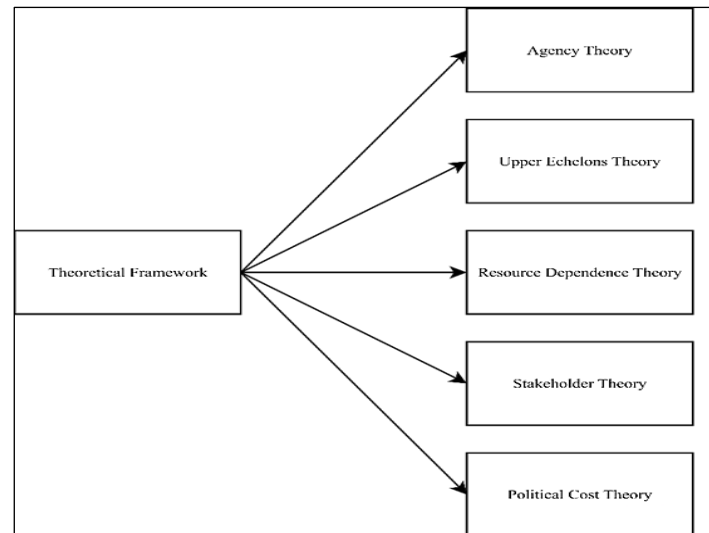 Agency Theory
Upper Echelons Theory
Theoretical Framework
Resource Dependence Theory
Stakeholder Theory
Political Cost Theory